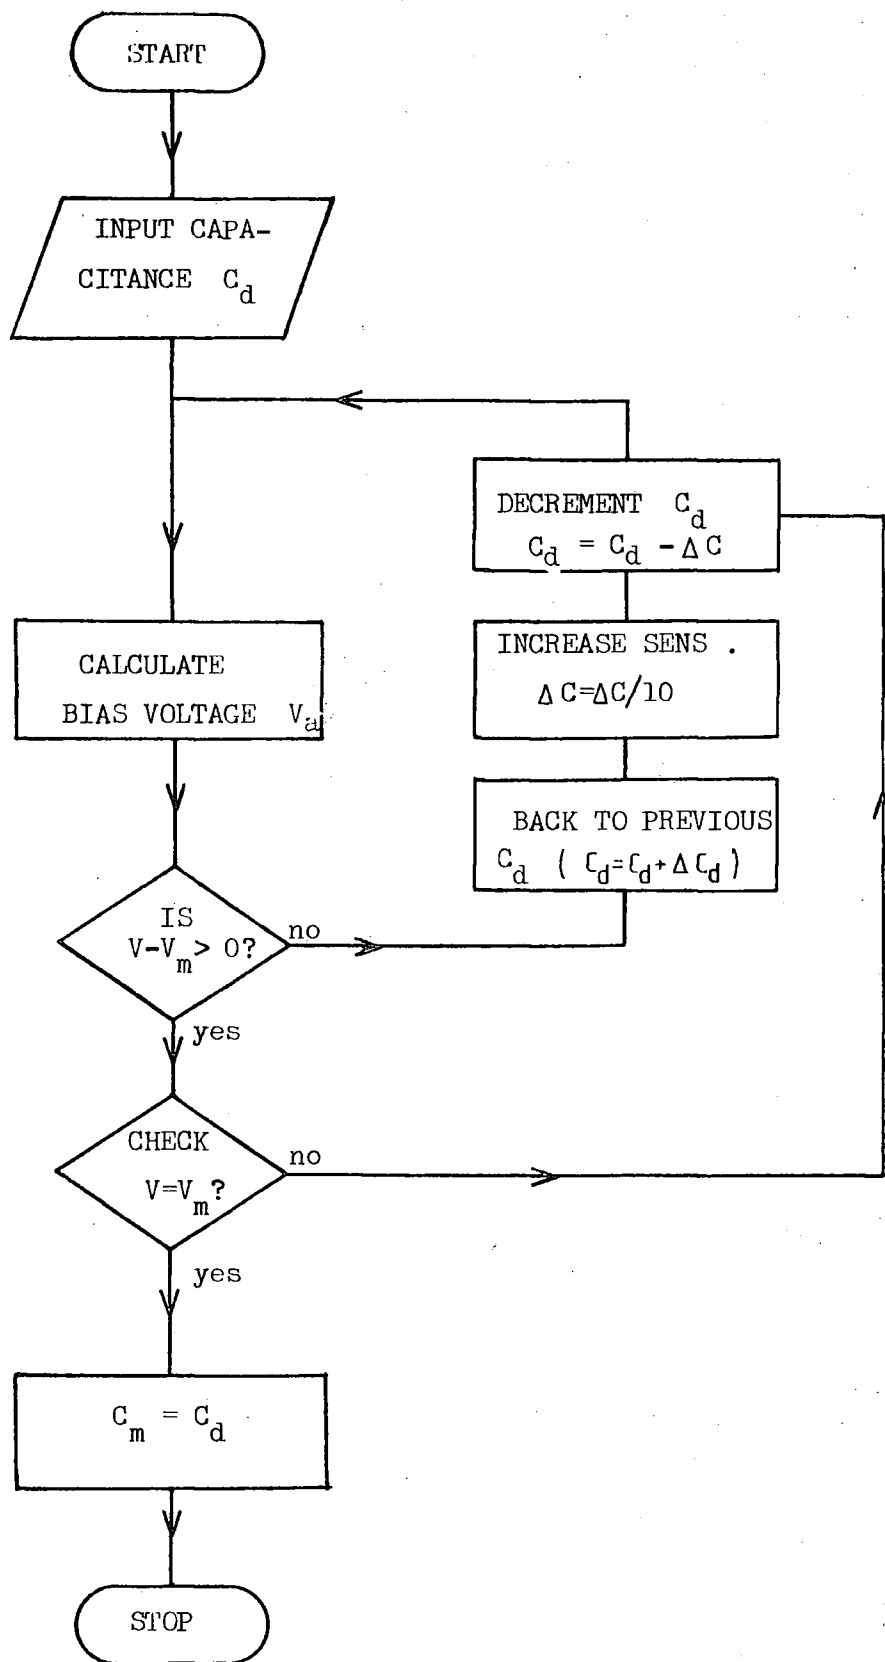 START
INPUT CAPA-
CITANCE C_d
DECREMENT C_d
C_d = C_d - ΔC
INCREASE SENS .
ΔC=ΔC/10
BACK TO PREVIOUS
C_d ( C_d=C_d+ΔC_d )
CALCULATE
BIAS VOLTAGE V_a
IS
V-V_m> 0?
no
yes
CHECK
V=V_m?
no
yes
C_m = C_d
STOP